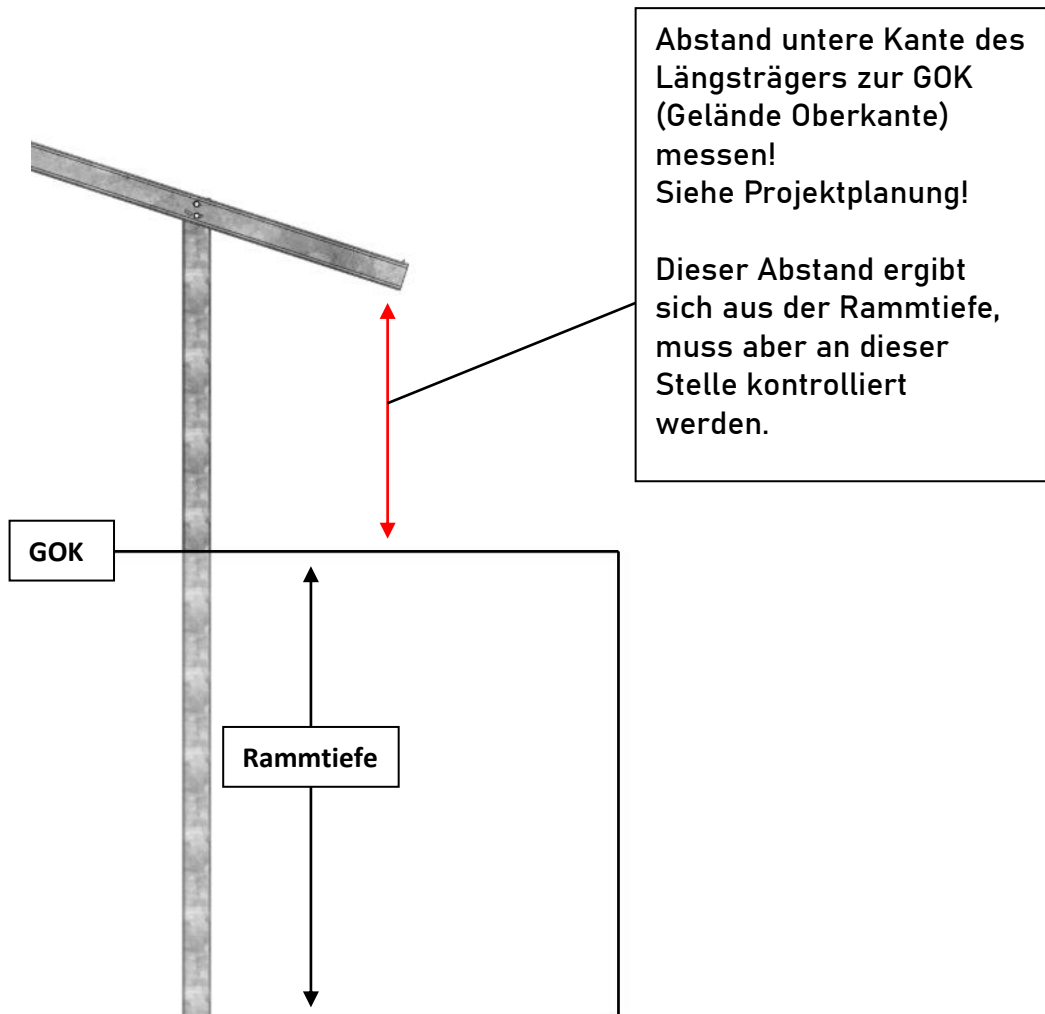 Abstand untere Kante des
Längsträgers zur GOK
(Gelände Oberkante)
messen!
Siehe Projektplanung!
Dieser Abstand ergibt
sich aus der Rammtiefe,
muss aber an dieser
Stelle kontrolliert
werden.
GOK
Rammtiefe